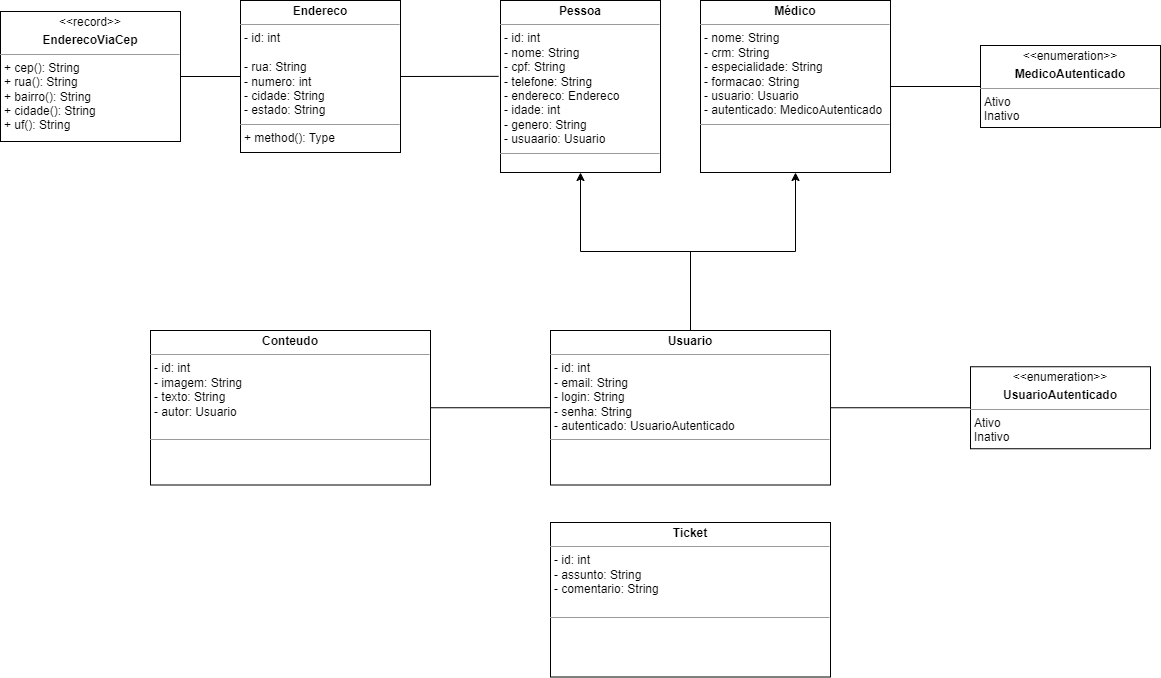 <<record>>
EnderecoViaCep
+ cep(): String
+ rua(): String
+ bairro(): String
+ cidade(): String
+ uf(): String
Endereco
- id: int
- rua: String
- numero: int
- cidade: String
- estado: String
+ method(): Type
Pessoa
- id: int
- nome: String
- cpf: String
- telefone: String
- endereco: Endereco
- idade: int
- genero: String
- usuaario: Usuario
Médico
- nome: String
- crm: String
- especialidade: String
- formacao: String
- usuario: Usuario
- autenticado: MedicoAutenticado
<<enumeration>>
MedicoAutenticado
Ativo
Inativo
Conteudo
- id: int
- imagem: String
- texto: String
- autor: Usuario
Usuario
- id: int
- email: String
- login: String
- senha: String
- autenticado: UsuarioAutenticado
<<enumeration>>
UsuarioAutenticado
Ativo
Inativo
Ticket
- id: int
- assunto: String
- comentario: String